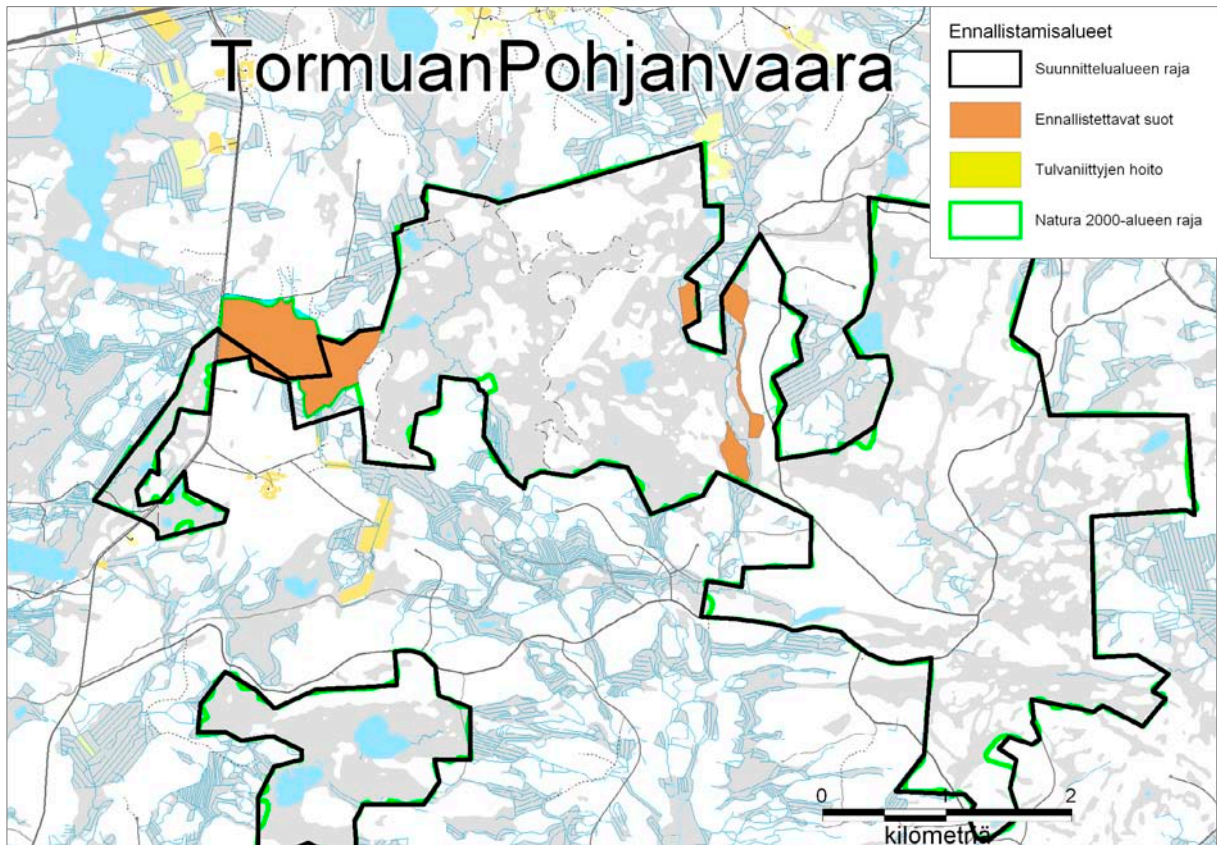 TormuanPohjanvaara
Ennallistamisalueet
Suunnittelualueen raja
Ennallistettavat suot
Tulvaniittyjen hoito
Natura 2000-alueen raja
0 1 2
kilometriä